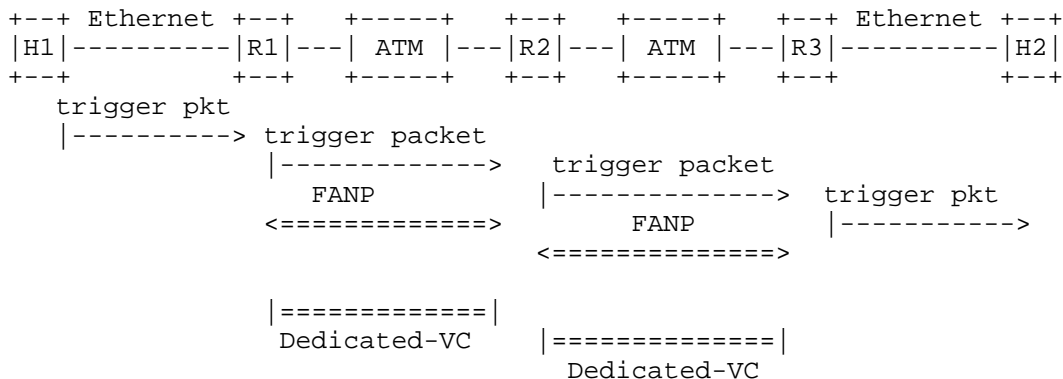 +--+ Ethernet +--+   +-----+   +--+   +-----+   +--+ Ethernet +--+
|H1|----------|R1|---| ATM |---|R2|---| ATM |---|R3|----------|H2|
+--+          +--+   +-----+   +--+   +-----+   +--+          +--+
   trigger pkt
   |----------> trigger packet
                |------------->   trigger packet
                   FANP          |-------------->  trigger pkt
                <=============>        FANP        |----------->
                                 <==============>

                |=============|
                 Dedicated-VC    |==============|
                                   Dedicated-VC